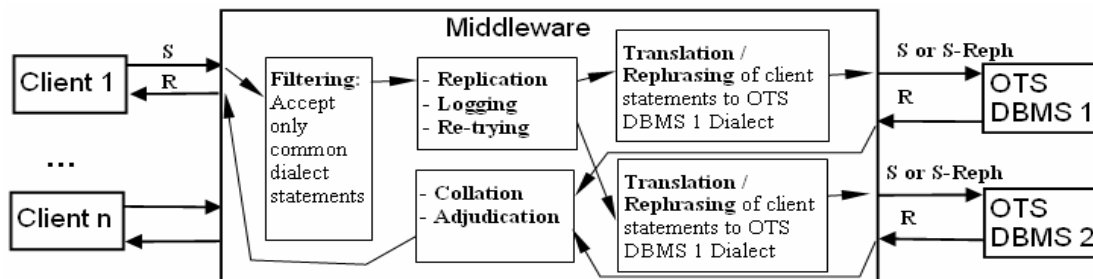 Middleware
Client 1
S
R
...
Client n
Filtering:
Accept
only
common
dialect
statements
- Replication
- Logging
- Re-trying
- Collation
- Adjudication
Translation /
Rephrasing of client
statements to OTS
DBMS 1 Dialect
Translation /
Rephrasing of client
statements to OTS
DBMS 1 Dialect
S or S-Reph
R
OTS
DBMS 1
S or S-Reph
R
OTS
DBMS 2